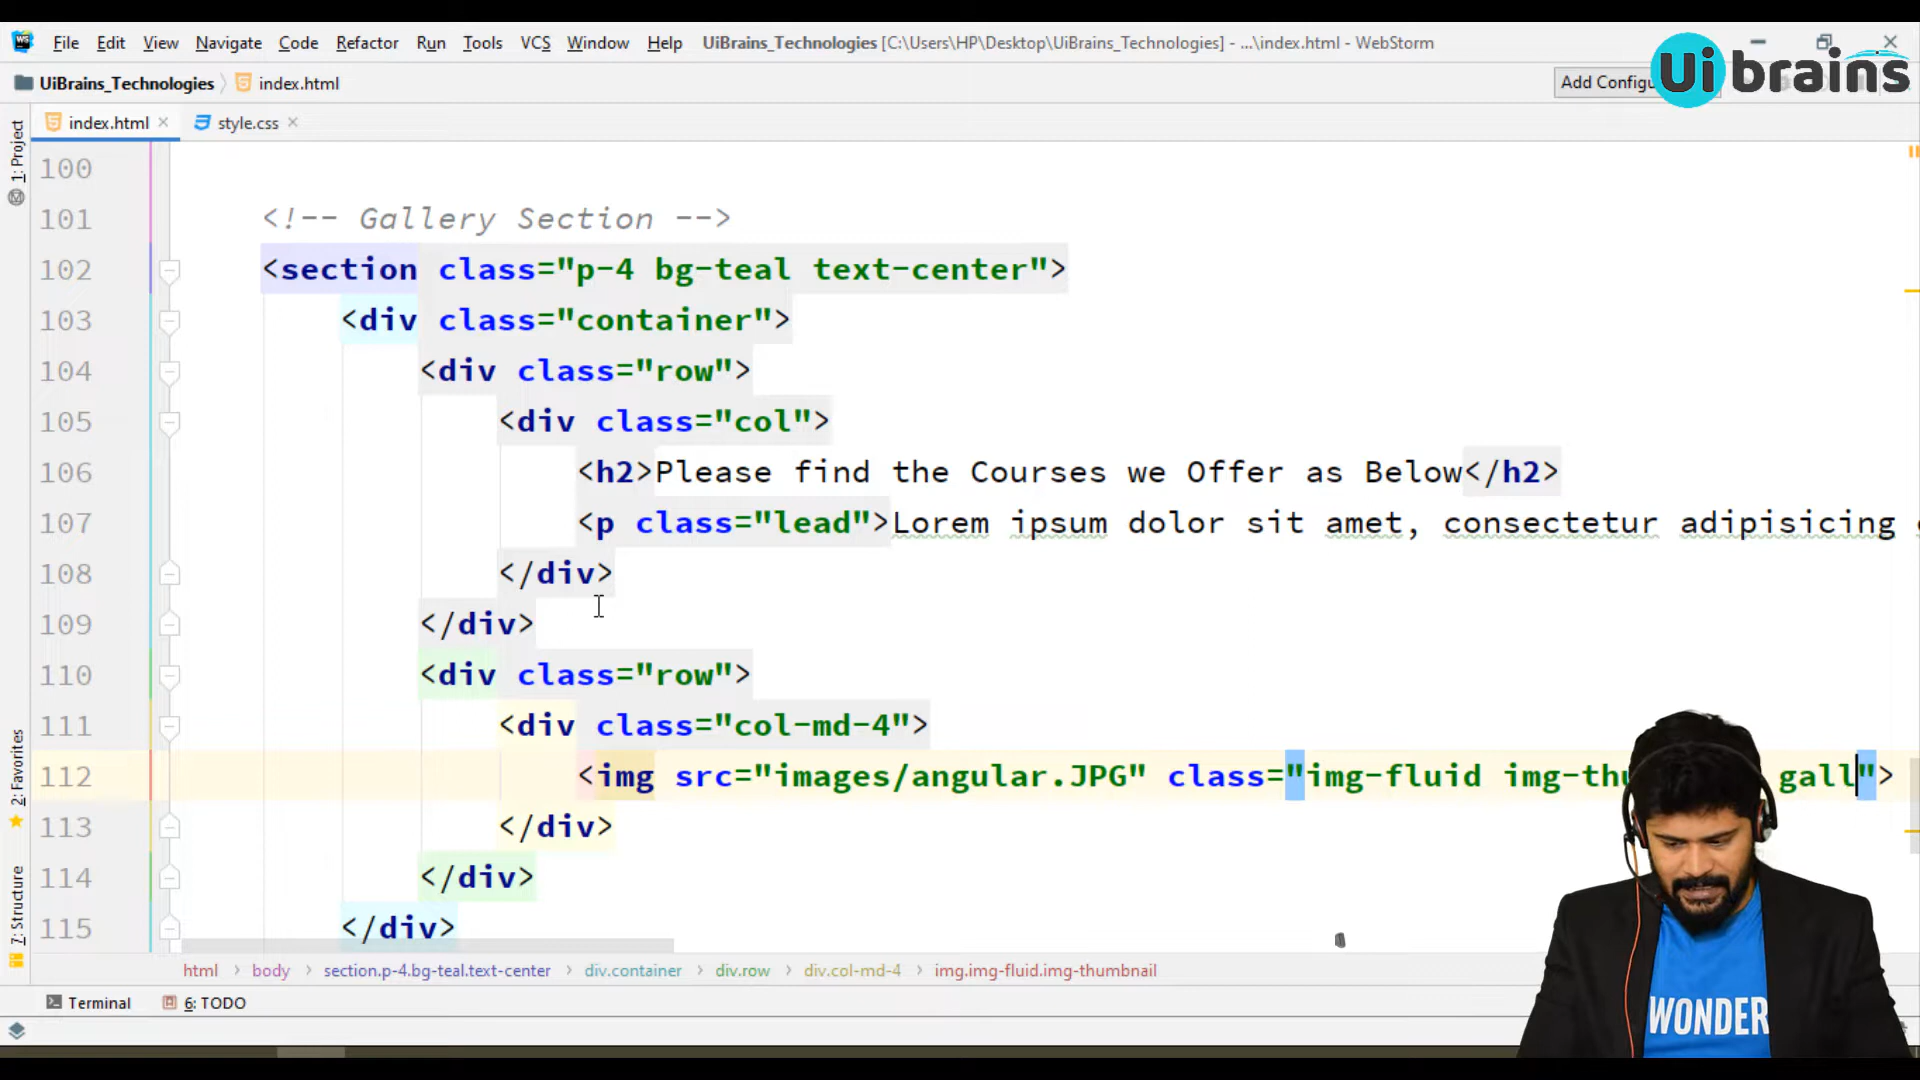 File Edit View Navigate Code Refactor Run Tools VCS Window Help UiBrains_Technologies [C:\Users\HP\Desktop\UiBrains_Technologies] - ...\index.html - WebStorm
UiBrains_Technologies index.html Add Configu
Ui brains
index.html style.css
1: Project
2: Favorites
7: Structure
100
101 <!-- Gallery Section -->
102 <section class="p-4 bg-teal text-center">
103 <div class="container">
104 <div class="row">
105 <div class="col">
106 <h2>Please find the Courses we Offer as Below</h2>
107 <p class="lead">Lorem ipsum dolor sit amet, consectetur adipisicing
108 </div>
109 </div>
110 <div class="row">
111 <div class="col-md-4">
112 <img src="images/angular.JPG" class="img-fluid img-thu gall">
113 </div>
114 </div>
115 </div>
html body section.p-4.bg-teal.text-center div.container div.row div.col-md-4 img.img-fluid.img-thumbnail
Terminal 6: TODO
WONDER